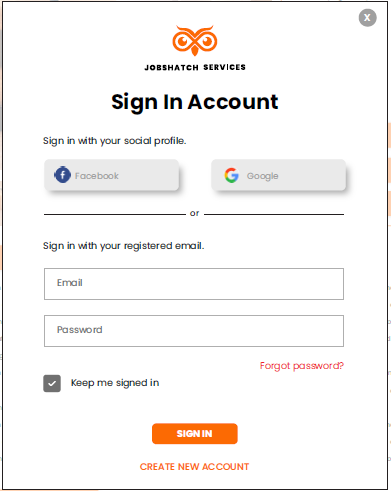 X
JOBSHATCH SERVICES
Sign In Account
Sign in with your social profile.
Facebook
Google
or
Sign in with your registered email.
Email
Password
Forgot password?
Keep me signed in
SIGN IN
CREATE NEW ACCOUNT